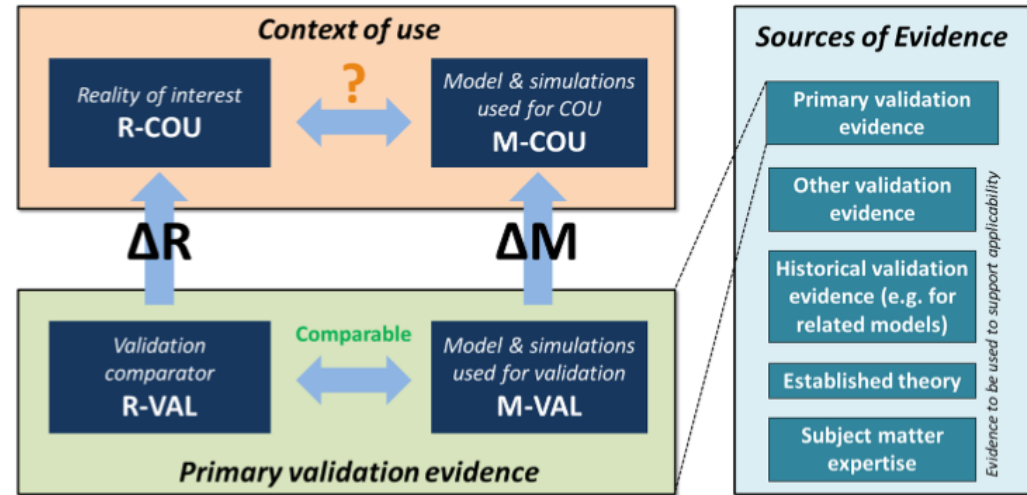 Context of use
Reality of interest
R-COU
?
Model & simulations
used for COU
M-COU
ΔR
ΔM
Validation
comparator
R-VAL
Comparable
Model & simulations
used for validation
M-VAL
Primary validation evidence
Sources of Evidence
Primary validation
evidence
Other validation
evidence
Historical validation
evidence (e.g. for
related models)
Established theory
Subject matter
expertise
Evidence to be used to support applicability